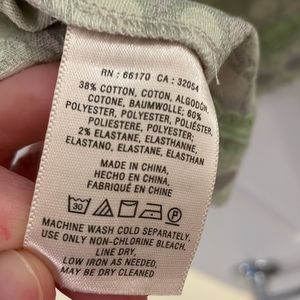 RN : 66170 CA : 32054
38% COTTON, COTON, ALGODÓN
COTONE, BAUMWOLLE; 60%
POLYESTER, POLYESTER, POLIÉSTER,
POLIESTERE, POLYESTER;
2% ELASTANE, ELASTHANNE,
ELASTANO, ELASTANE, ELASTHAN
MADE IN CHINA,
HECHO EN CHINA,
FABRIQUÉ EN CHINE
30 P
MACHINE WASH COLD SEPARATELY,
USE ONLY NON-CHLORINE BLEACH,
LINE DRY,
LOW IRON AS NEEDED,
MAY BE DRY CLEANED